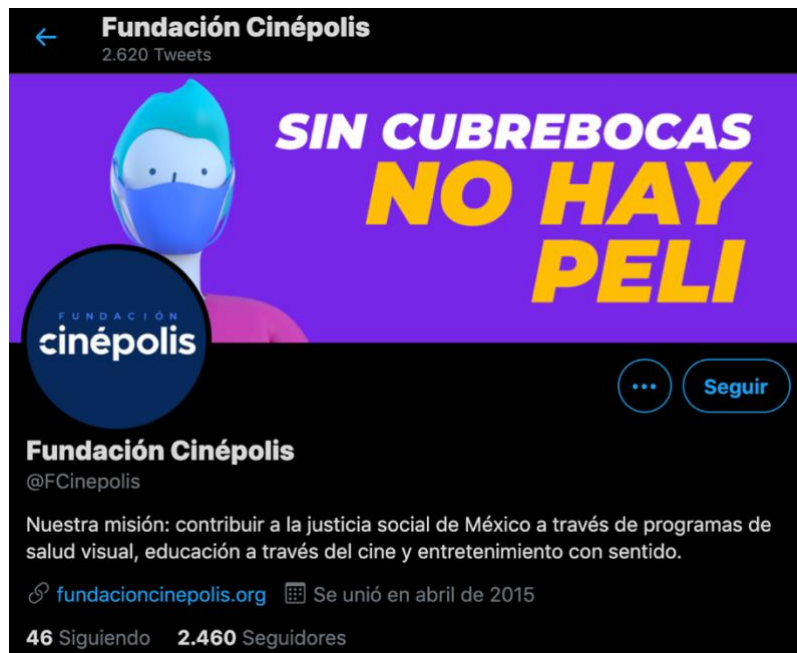 Fundación Cinépolis
2.620 Tweets
SIN CUBREBOCAS
NO HAY
PELI
FUNDACIÓN
cinépolis
Seguir
Fundación Cinépolis
@FCinepolis
Nuestra misión: contribuir a la justicia social de México a través de programas de
salud visual, educación a través del cine y entretenimiento con sentido.
fundacioncinepolis.org Se unió en abril de 2015
46 Siguiendo 2.460 Seguidores